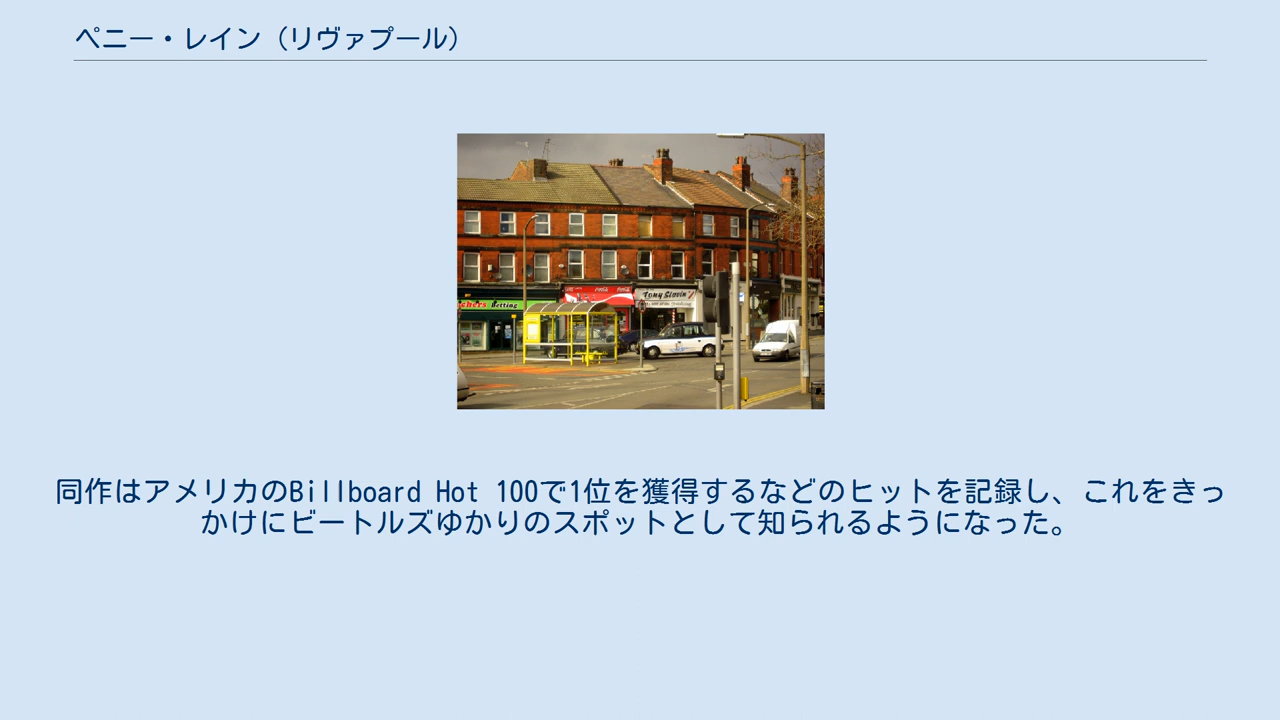 ペニー・レイン（リヴァプール）
chers Betting
Tony Slavin
同作はアメリカのBillboard Hot 100で1位を獲得するなどのヒットを記録し、これをきっ
かけにビートルズゆかりのスポットとして知られるようになった。